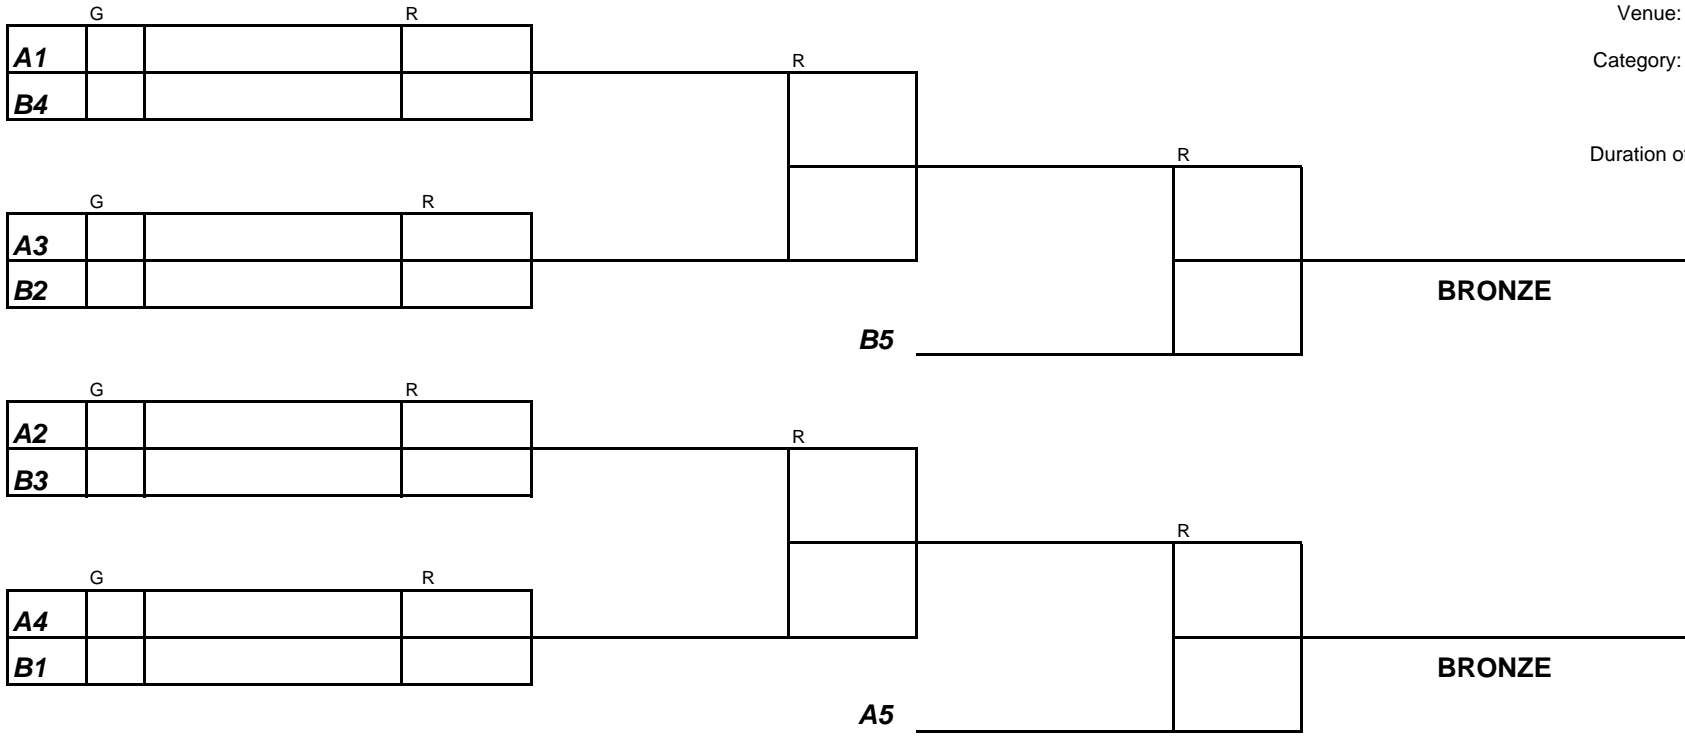 G R Venue:
A1
R Category:
B4
R Duration of
G R
A3
B2
BRONZE
B5
G R
A2
R
B3
R
G R
A4
B1
BRONZE
A5